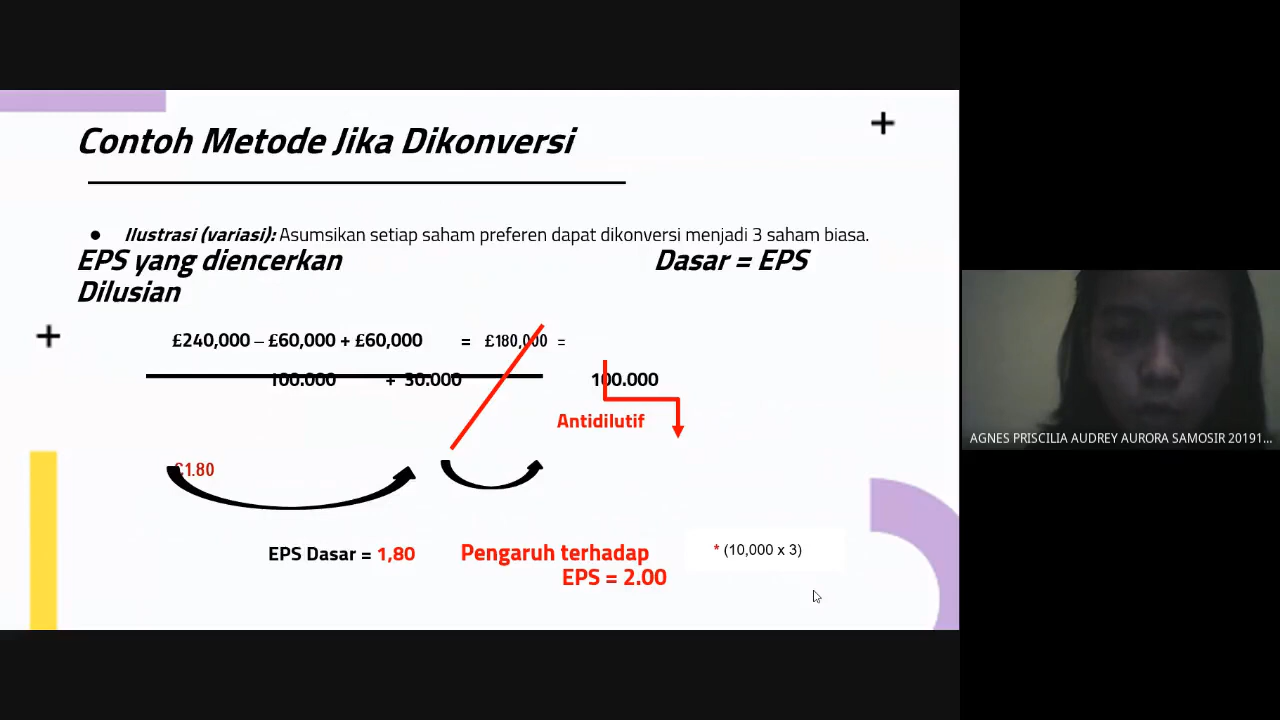 Contoh Metode Jika Dikonversi
● Ilustrasi (variasi): Asumsikan setiap saham preferen dapat dikonversi menjadi 3 saham biasa.
EPS yang diencerkan Dasar = EPS
Dilusian
£240,000 – £60,000 + £60,000 = £180,000 =
100.000 + 30.000 100.000
Antidilutif
£1.80
EPS Dasar = 1,80 Pengaruh terhadap
EPS = 2.00
* (10,000 x 3)
AGNES PRISCILIA AUDREY AURORA SAMOSIR 20191...